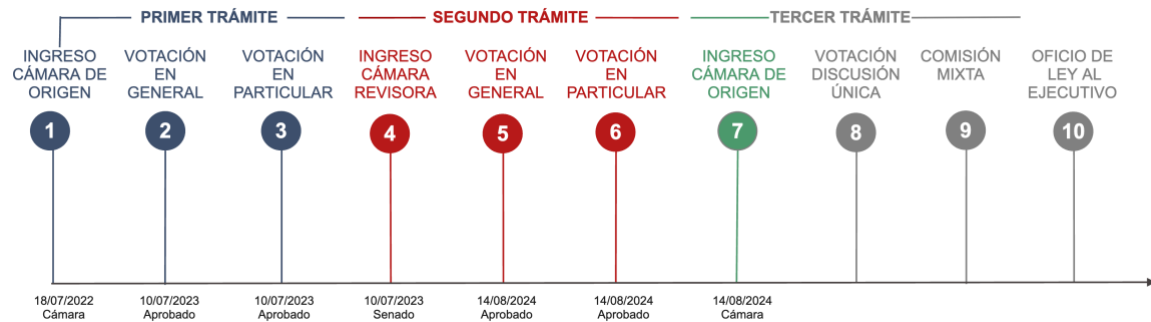 PRIMER TRÁMITE
SEGUNDO TRÁMITE
TERCER TRÁMITE
INGRESO
CÁMARA DE
ORIGEN
VOTACIÓN
EN
GENERAL
VOTACIÓN
EN
PARTICULAR
INGRESO
CÁMARA
REVISORA
VOTACIÓN
EN
GENERAL
VOTACIÓN
EN
PARTICULAR
INGRESO
CÁMARA DE
ORIGEN
VOTACIÓN
DISCUSIÓN
ÚNICA
COMISIÓN
MIXTA
OFICIO DE
LEY AL
EJECUTIVO
1
2
3
4
5
6
7
8
9
10
18/07/2022
Cámara
10/07/2023
Aprobado
10/07/2023
Aprobado
10/07/2023
Senado
14/08/2024
Aprobado
14/08/2024
Aprobado
14/08/2024
Cámara